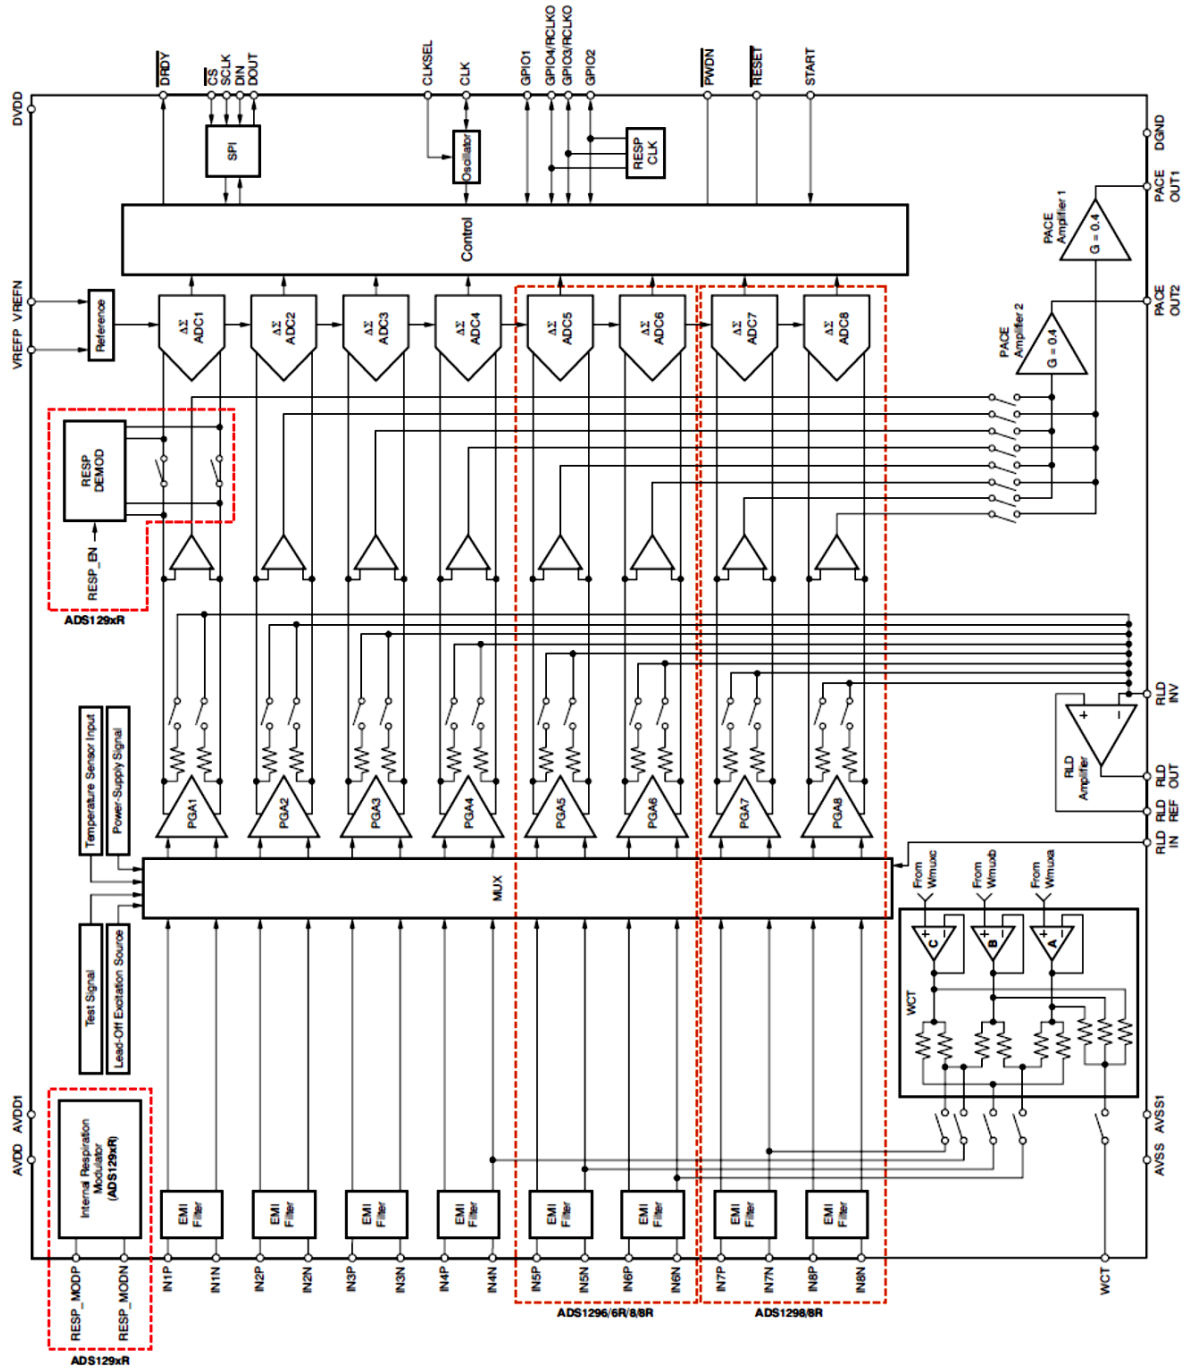 DRDY
CS
SCLK
DIN
DOUT
CLKSEL
CLK
GPIO1
GPIO4/RCLKO
GPIO3/RCLKO
GPIO2
PWDN
RESET
START
DVDD
DGND
SPI
Oscillator
RESP
CLK
PACE
OUT1
PACE
Amplifier 1
G = 0.4
Control
VREFN
VREFP
Reference
ΔΣ
ADC1
ΔΣ
ADC2
ΔΣ
ADC3
ΔΣ
ADC4
ΔΣ
ADC5
ΔΣ
ADC6
ΔΣ
ADC7
ΔΣ
ADC8
PACE
Amplifier 2
G = 0.4
PACE
OUT2
RESP
DEMOD
RESP_EN
ADS129xR
Temperature Sensor Input
Power-Supply Signal
PGA1
PGA2
PGA3
PGA4
PGA5
PGA6
PGA7
PGA8
RLD
INV
+
−
RLD
Amplifier
RLD
OUT
RLD
REF
RLD
IN
MUX
Test Signal
Lead-Off Excitation Source
From
Wmuxc
From
Wmuxb
From
Wmuxa
+
−
C
+
−
B
+
−
A
WCT
AVDD1
AVDD
AVSS1
AVSS
Internal Respiration
Modulator
(ADS129xR)
EMI
Filter
EMI
Filter
EMI
Filter
EMI
Filter
EMI
Filter
EMI
Filter
EMI
Filter
EMI
Filter
RESP_MODP
RESP_MODN
IN1P
IN1N
IN2P
IN2N
IN3P
IN3N
IN4P
IN4N
IN5P
IN5N
IN6P
IN6N
IN7P
IN7N
IN8P
IN8N
WCT
ADS129xR
ADS1296/6R/8/8R
ADS1298/8R